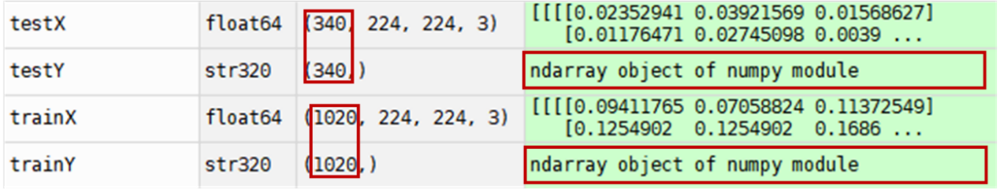 testX float64 (340, 224, 224, 3) [[[[0.02352941 0.03921569 0.01568627]
[0.01176471 0.02745098 0.0039 ...
testY str320 (340,) ndarray object of numpy module
trainX float64 (1020, 224, 224, 3) [[[[0.09411765 0.07058824 0.11372549]
[0.1254902 0.1254902 0.1686 ...
trainY str320 (1020,) ndarray object of numpy module